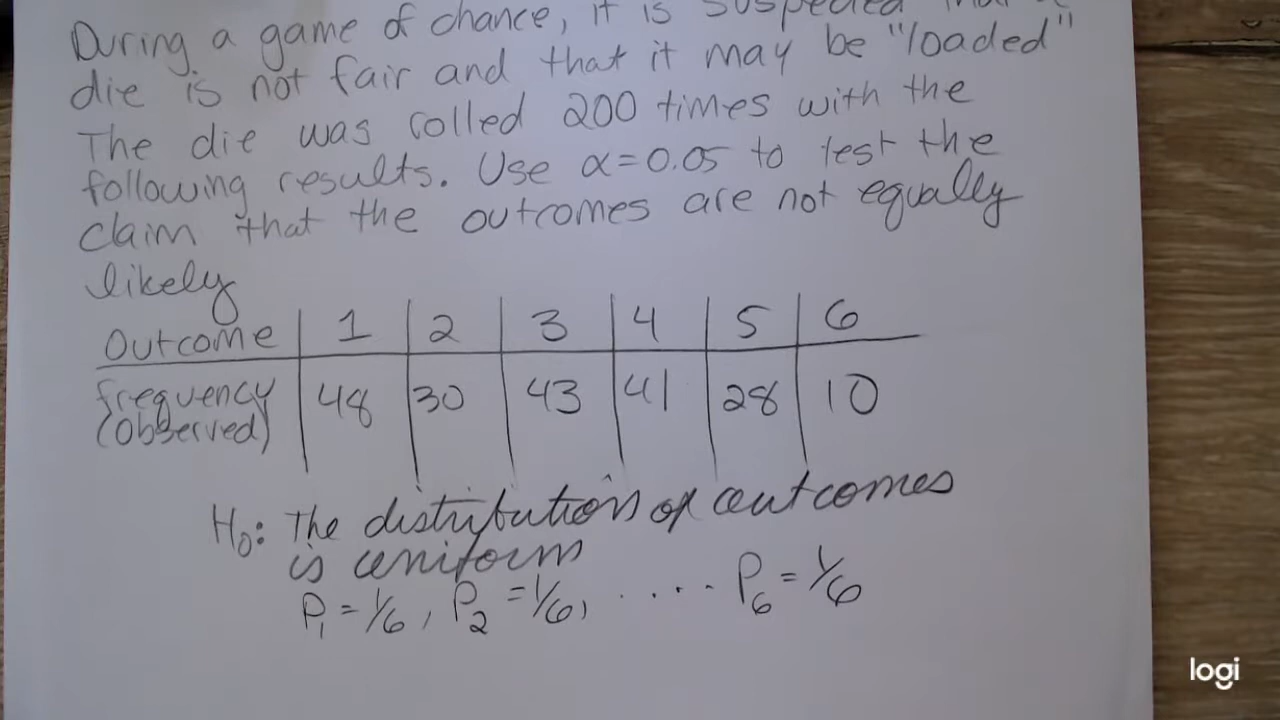 During a game of chance, it is suspected that a
die is not fair and that it may be "loaded"
The die was rolled 200 times with the
following results. Use α=0.05 to test the
claim that the outcomes are not equally
likely
Outcome 1 2 3 4 5 6
frequency (observed) 48 30 43 41 28 10
H₀: The distribution of outcomes
is uniform
P₁ = 1/6, P₂ = 1/6, .... P₆ = 1/6
logi